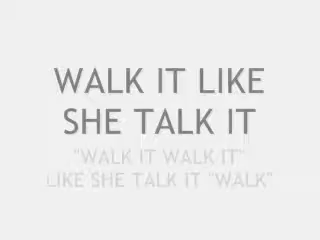 WALK IT LIKE
SHE TALK IT
"WALK IT WALK IT"
LIKE SHE TALK IT "WALK"